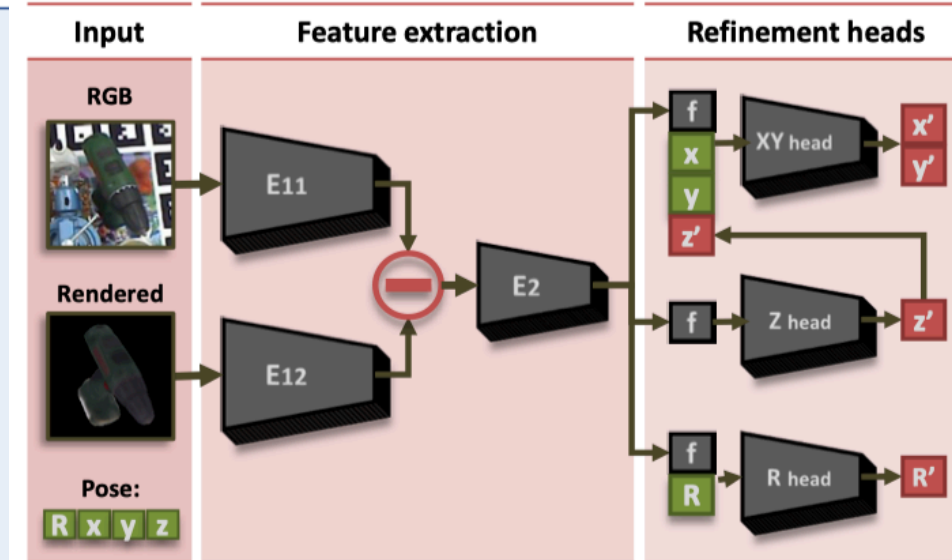 Input
Feature extraction
Refinement heads
RGB
Rendered
Pose:
R x y z
E11
E12
E2
f
x
y
z’
XY head
x’
y’
f
Z head
z’
f
R
R head
R’